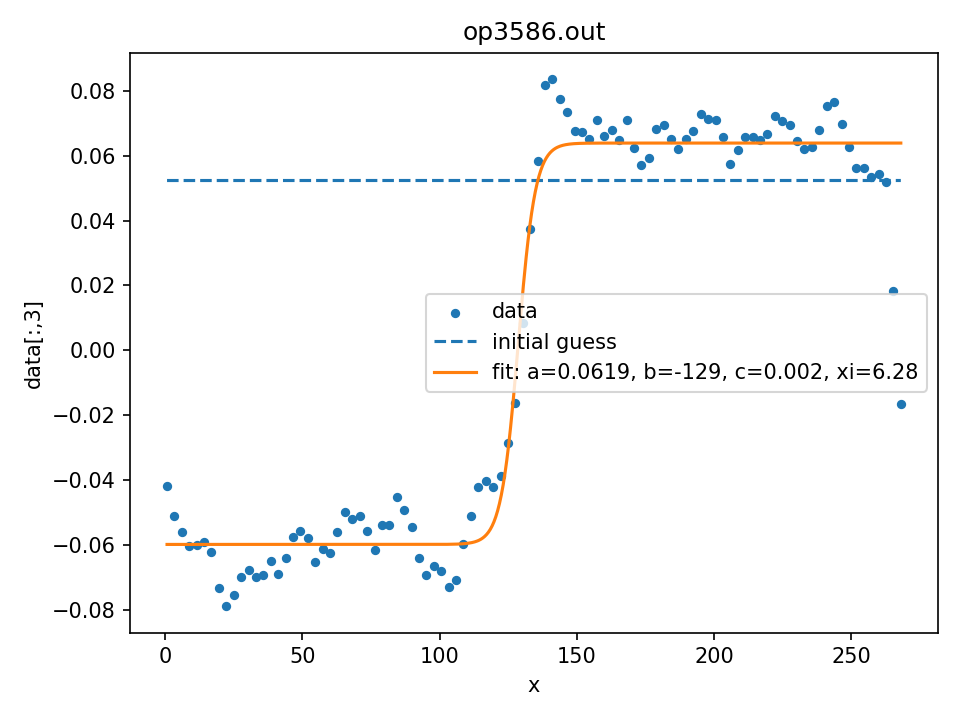 op3586.out
0.08
0.06
0.04
0.02
0.00
−0.02
−0.04
−0.06
−0.08
data[:,3]
data
initial guess
fit: a=0.0619, b=-129, c=0.002, xi=6.28
0 50 100 150 200 250
x